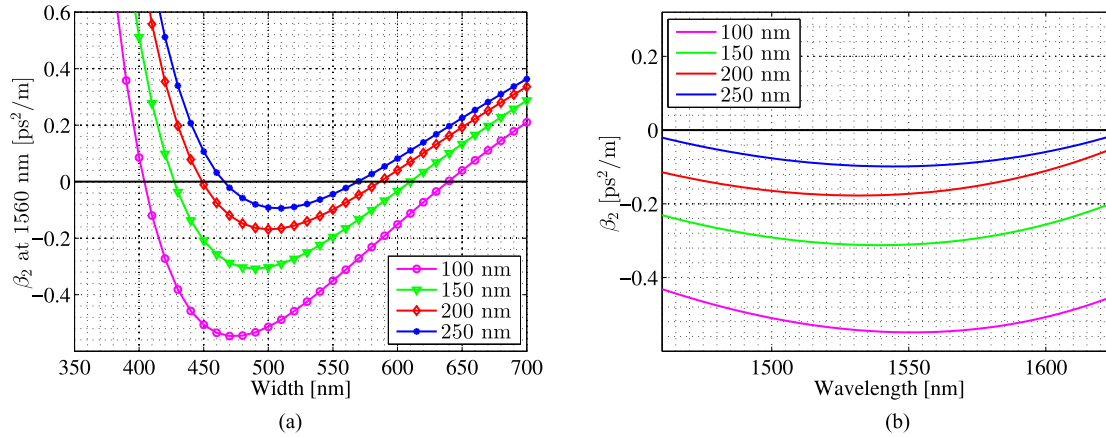 0.6
0.4
0.2
0
−0.2
−0.4
β₂ at 1560 nm [ps²/m]
100 nm
150 nm
200 nm
250 nm
350 400 450 500 550 600 650 700
Width [nm]
(a)
100 nm
150 nm
200 nm
250 nm
0.2
0
−0.2
−0.4
β₂ [ps²/m]
1500 1550 1600
Wavelength [nm]
(b)